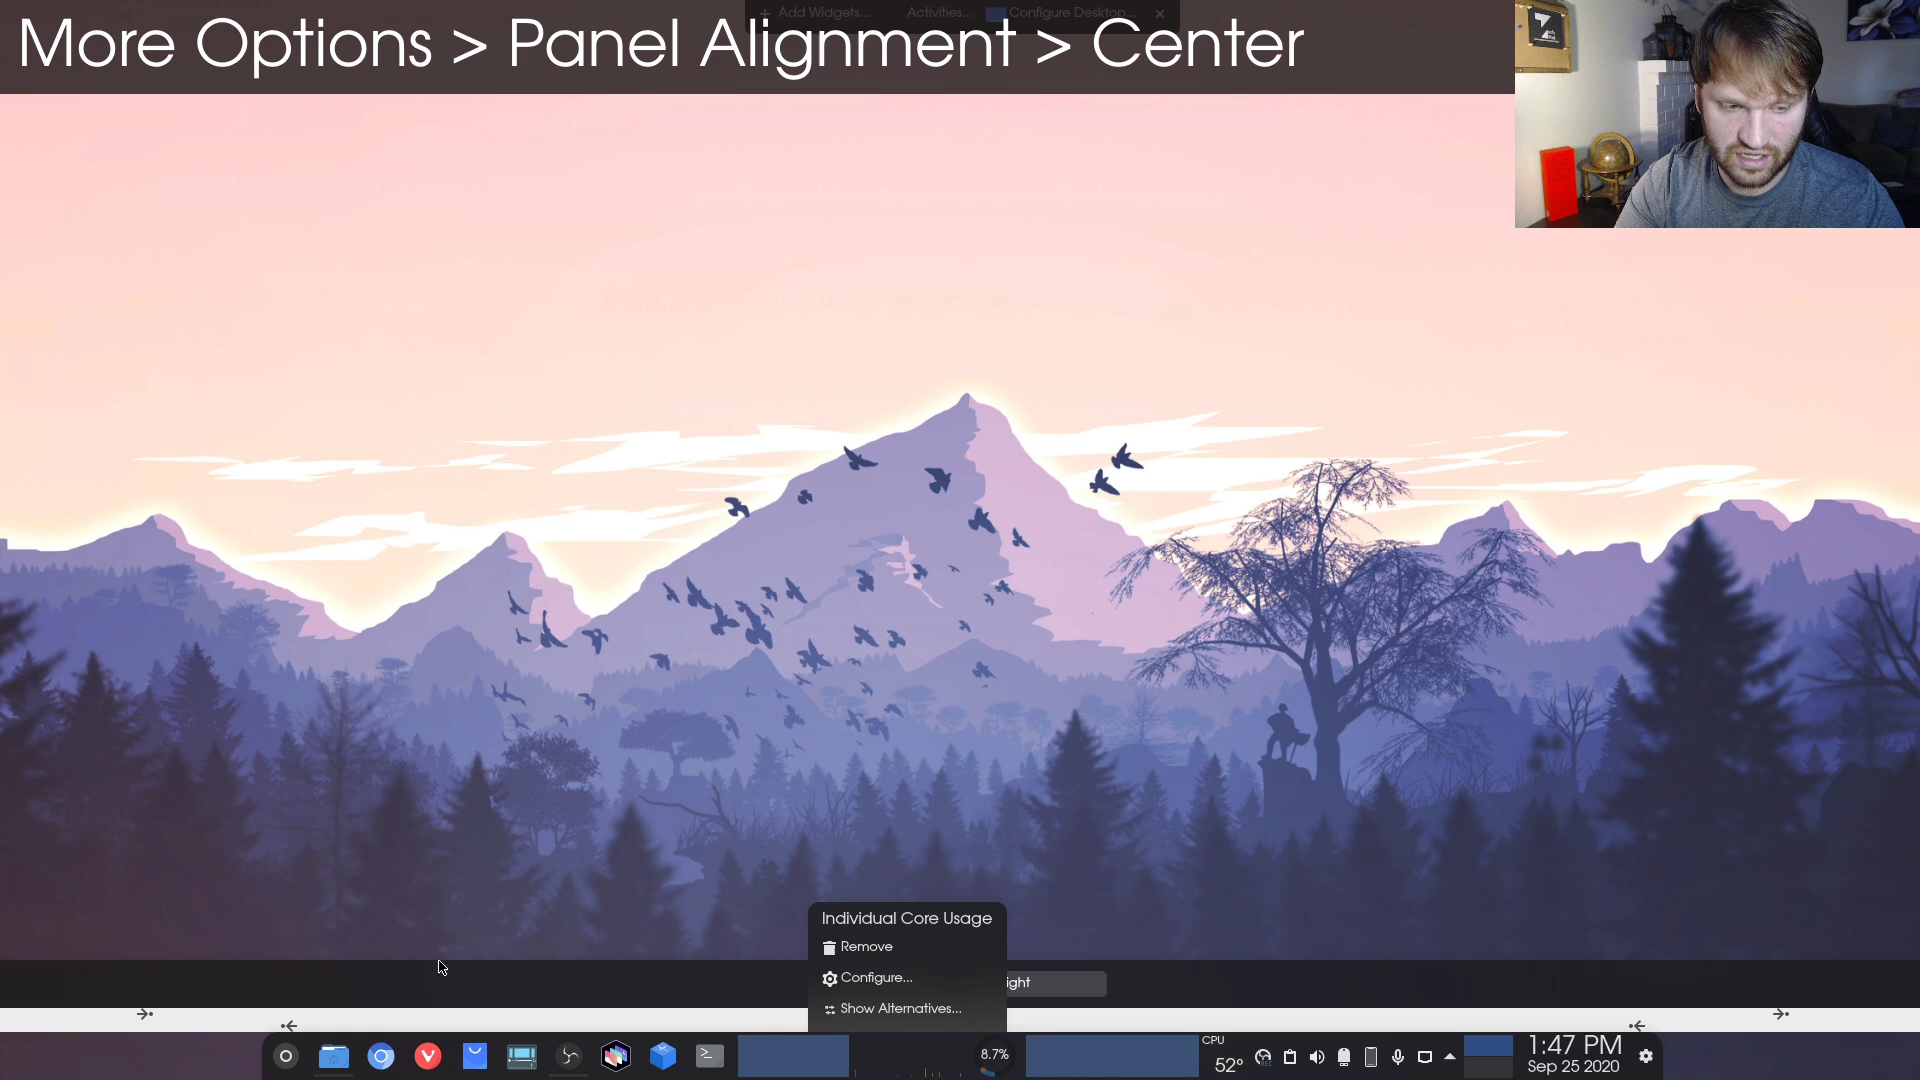 + Add Widgets... Activities... Configure Desktop... ×
More Options > Panel Alignment > Center
Individual Core Usage
Remove
Configure...
ight
Show Alternatives...
8.7%
CPU
52°
1:47 PM
Sep 25 2020